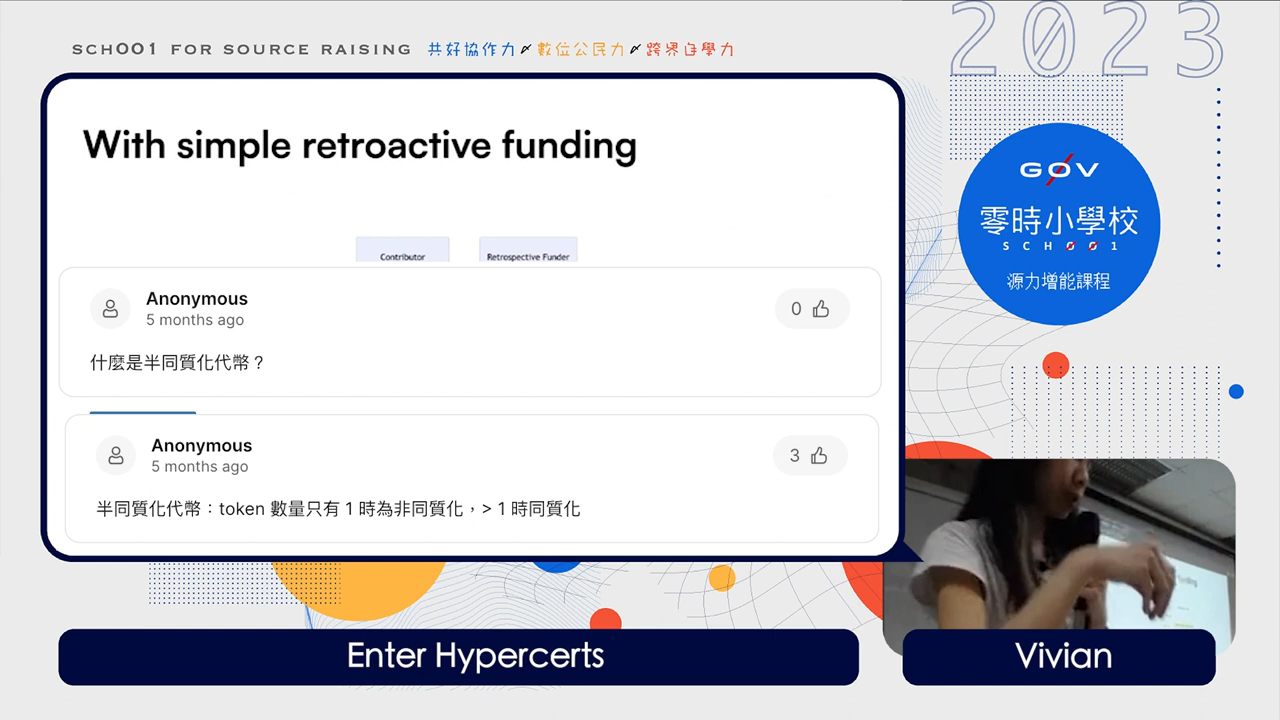 SCH001 FOR SOURCE RAISING 共好協作力〆數位公民力〆跨界自學力
2023
With simple retroactive funding
Contributor
Retrospective Funder
Anonymous
5 months ago
0
什麼是半同質化代幣？
Anonymous
5 months ago
3
半同質化代幣：token 數量只有 1 時為非同質化，> 1 時同質化
G0V
零時小學校
SCH001
源力增能課程
Enter Hypercerts
Vivian